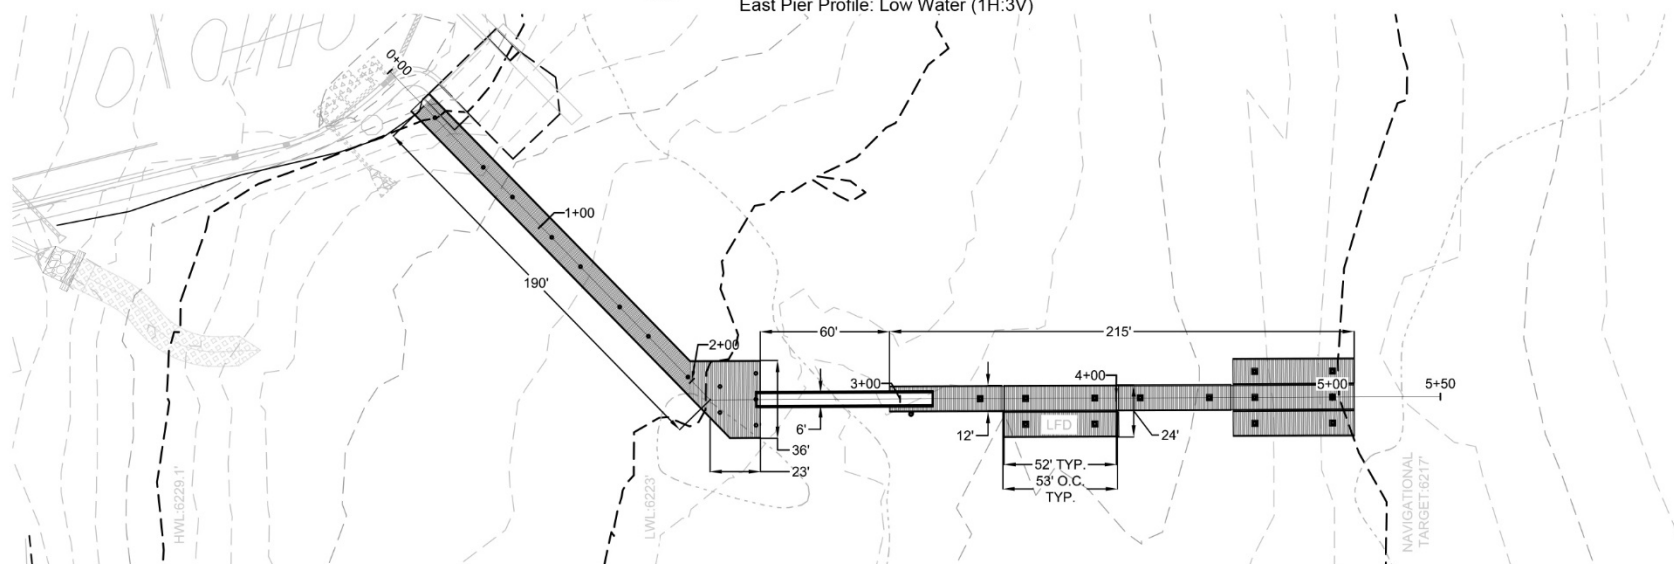 East Pier Profile: Low Water (1H:3V)
0+00
1+00
190'
2+00
60'
215'
3+00
4+00
5+00
5+50
6'
12'
LFD
24'
36'
23'
52' TYP.
53' O.C.
TYP.
HWL:6229.1'
LWL:6223'
NAVIGATIONAL
TARGET:6217'